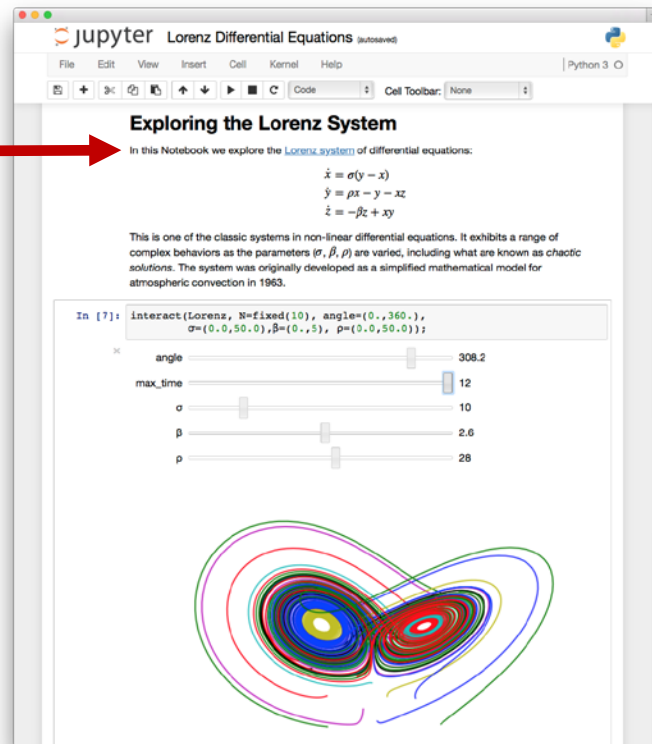 jupyter Lorenz Differential Equations (autosaved)
File Edit View Insert Cell Kernel Help Python 3 O
Code Cell Toolbar: None
Exploring the Lorenz System
In this Notebook we explore the Lorenz system of differential equations:
ẋ = σ(y − x)
ẏ = ρx − y − xz
ż = −βz + xy
This is one of the classic systems in non-linear differential equations. It exhibits a range of
complex behaviors as the parameters (σ, β, ρ) are varied, including what are known as chaotic
solutions. The system was originally developed as a simplified mathematical model for
atmospheric convection in 1963.
In [7]: interact(Lorenz, N=fixed(10), angle=(0.,360.),
σ=(0.0,50.0),β=(0.,5), ρ=(0.0,50.0));
angle 308.2
max_time 12
σ 10
β 2.6
ρ 28